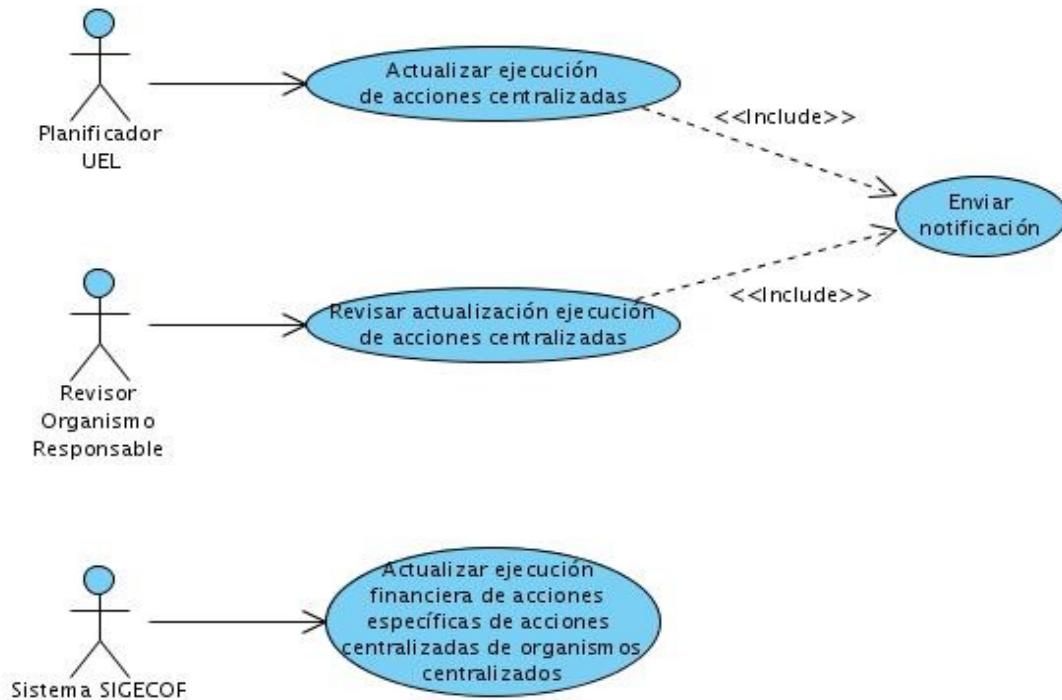 Actualizar ejecución
de acciones centralizadas
Planificador
UEL
<<Include>>
Enviar
notificación
<<Include>>
Revisar actualización ejecución
de acciones centralizadas
Revisor
Organismo
Responsable
Actualizar ejecución
financiera de acciones
específicas de acciones
centralizadas de organismos
centralizados
Sistema SIGECOF